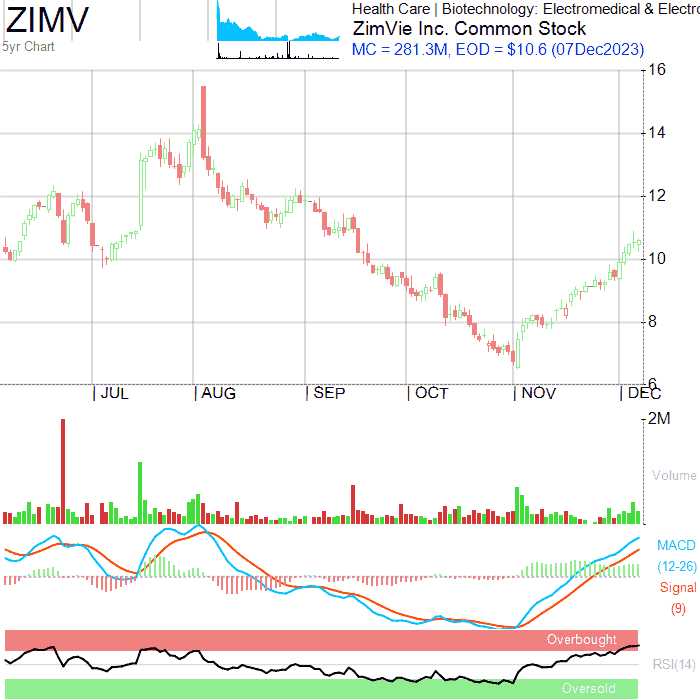 ZIMV
5yr Chart
Health Care | Biotechnology: Electromedical & Electro
ZimVie Inc. Common Stock
MC = 281.3M, EOD = $10.6 (07Dec2023)
16
14
12
10
8
6
JUL AUG SEP OCT NOV DEC
2M
Volume
MACD
(12-26)
Signal
(9)
Overbought
RSI(14)
Oversold